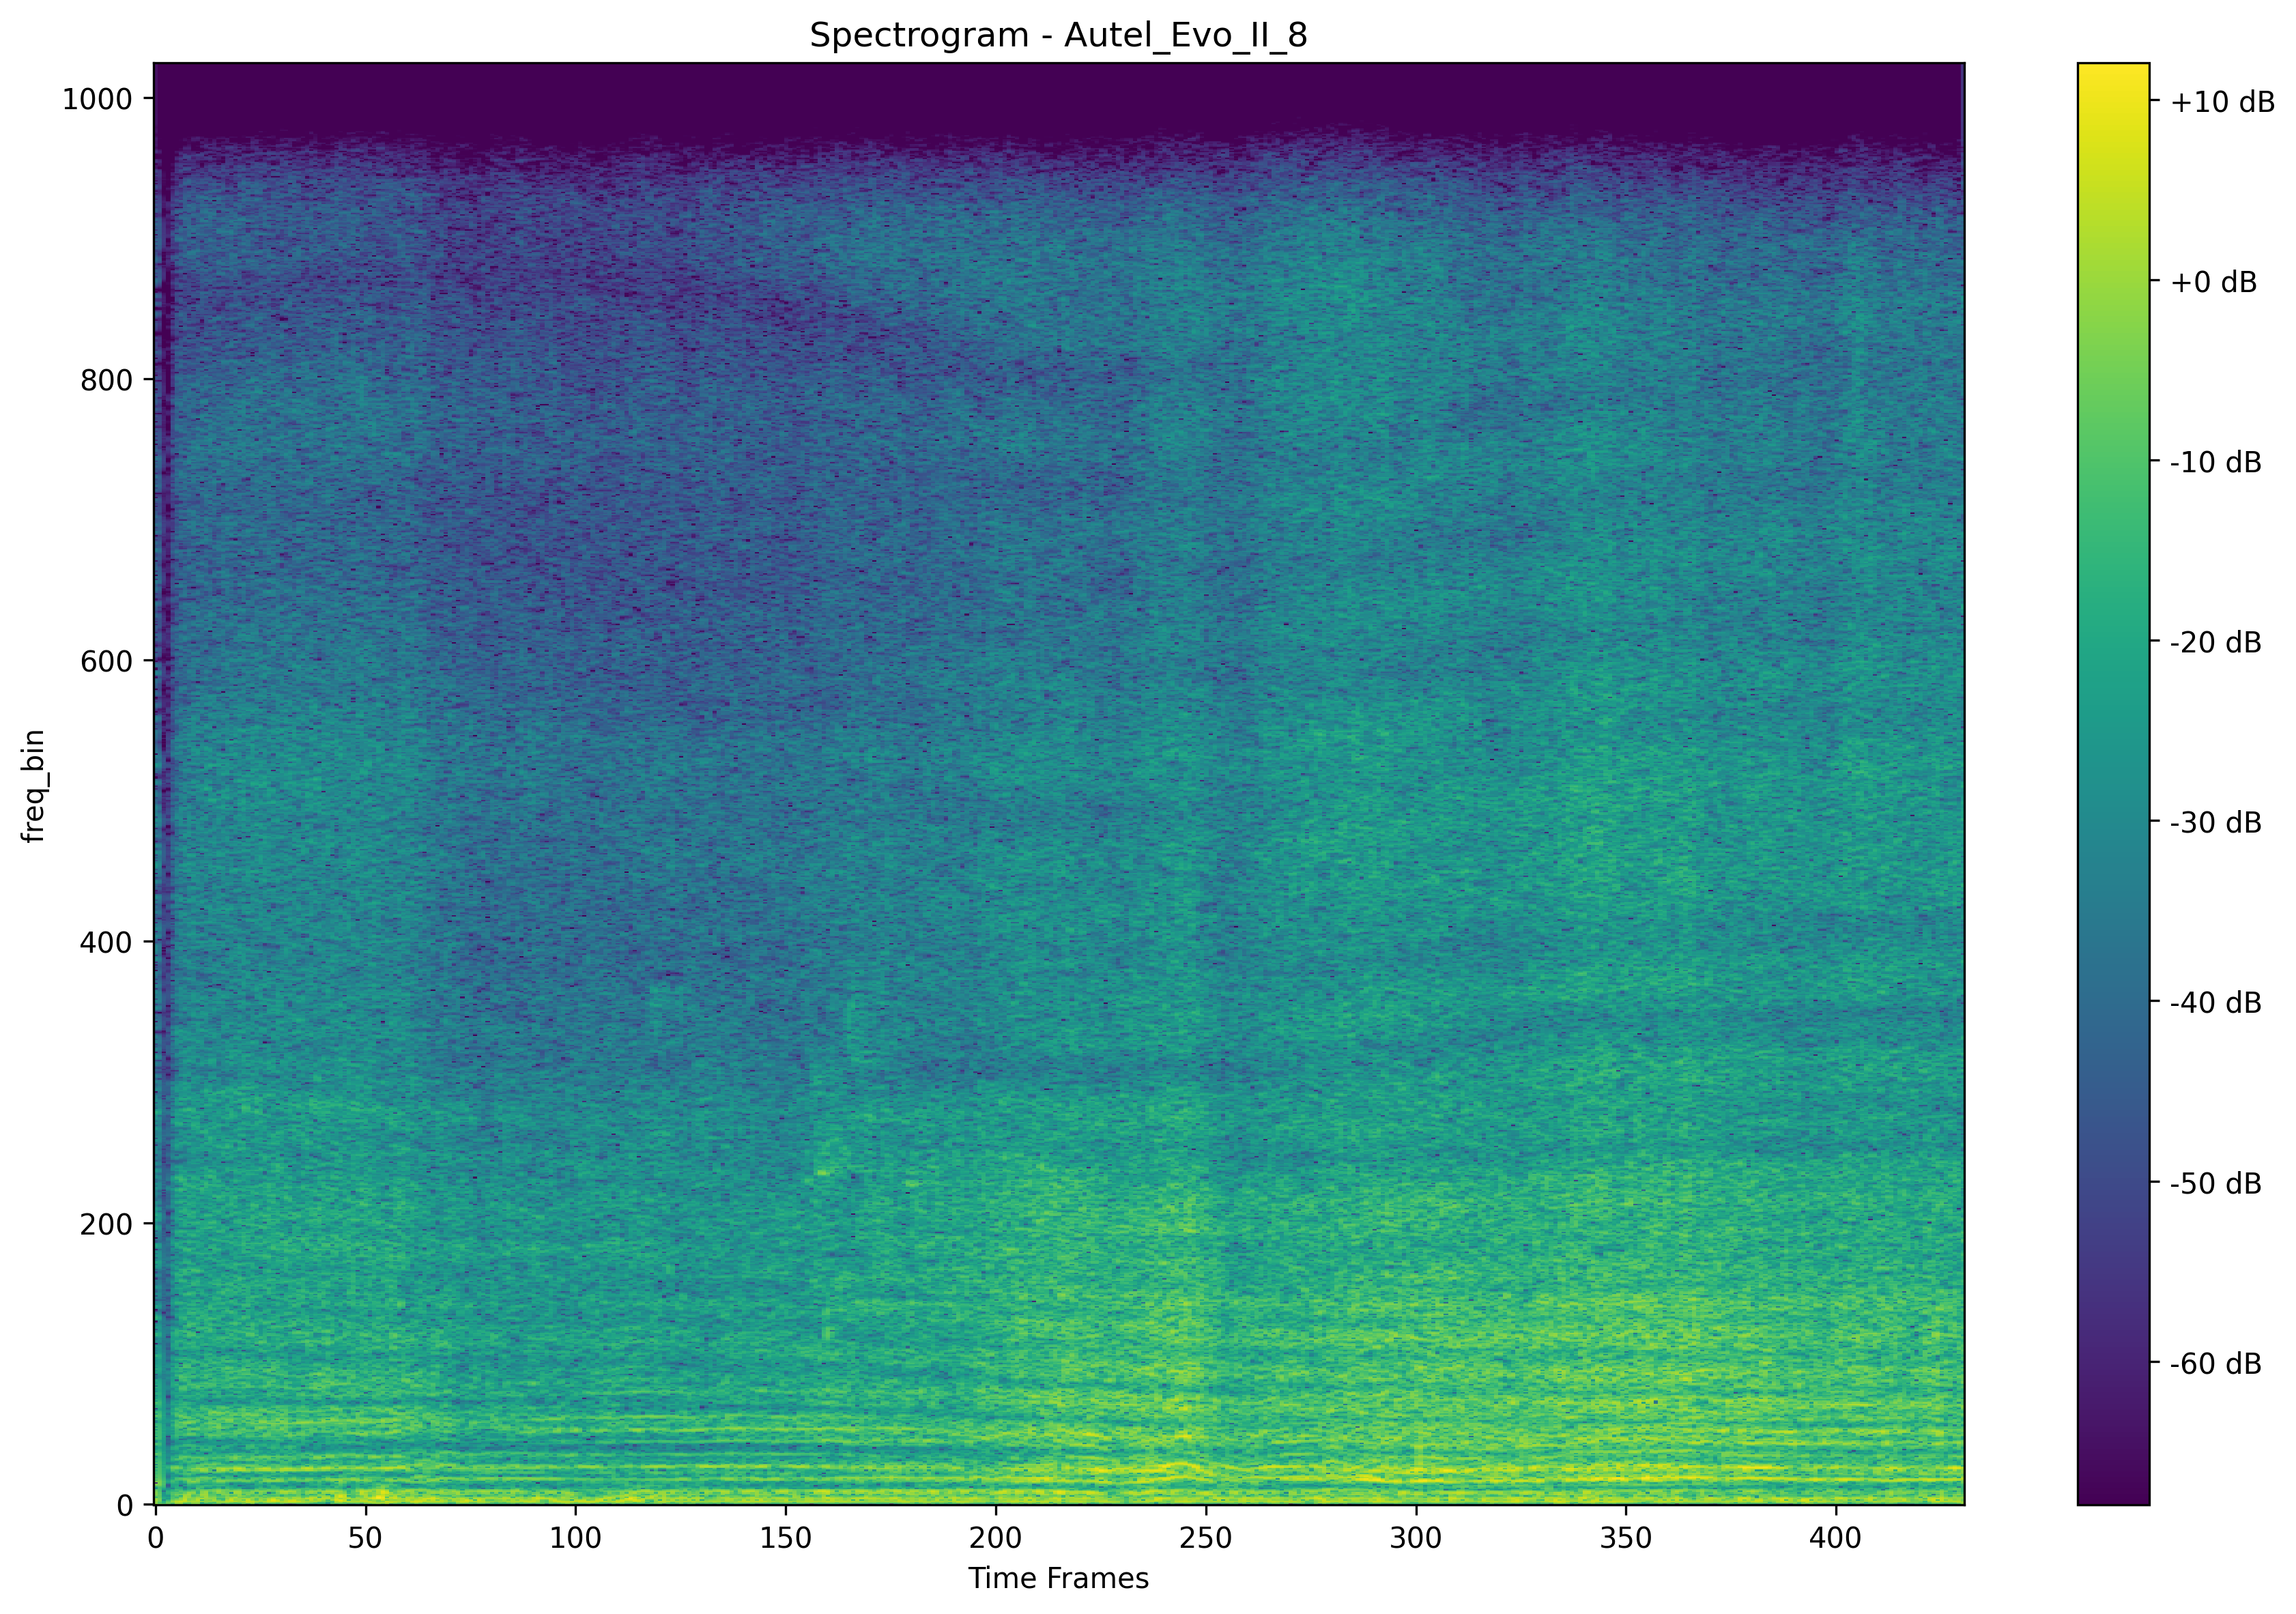 Spectrogram - Autel_Evo_II_8
1000
800
600
400
200
0
freq_bin
0 50 100 150 200 250 300 350 400
Time Frames
+10 dB
+0 dB
-10 dB
-20 dB
-30 dB
-40 dB
-50 dB
-60 dB